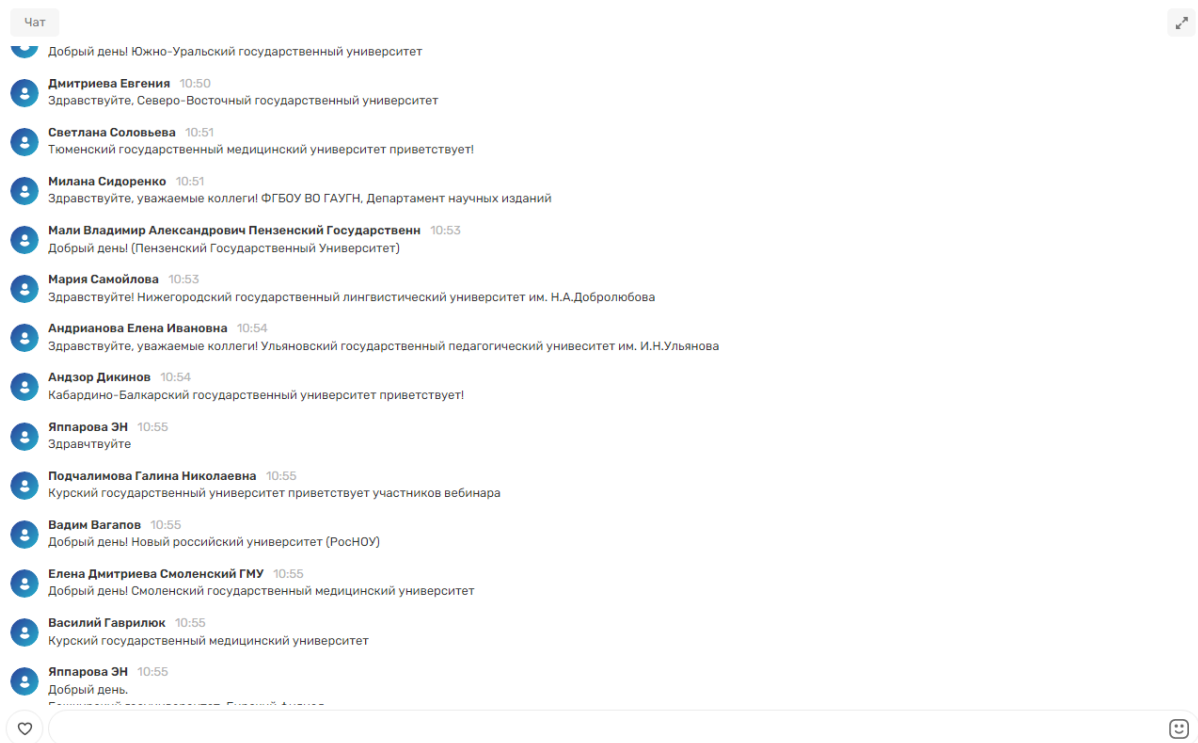 Чат
Добрый день! Южно-Уральский государственный университет
Дмитриева Евгения 10:50
Здравствуйте, Северо-Восточный государственный университет
Светлана Соловьева 10:51
Тюменский государственный медицинский университет приветствует!
Милана Сидоренко 10:51
Здравствуйте, уважаемые коллеги! ФГБОУ ВО ГАУГН, Департамент научных изданий
Мали Владимир Александрович Пензенский Государственн 10:53
Добрый день! (Пензенский Государственный Университет)
Мария Самойлова 10:53
Здравствуйте! Нижегородский государственный лингвистический университет им. Н.А.Добролюбова
Андрианова Елена Ивановна 10:54
Здравствуйте, уважаемые коллеги! Ульяновский государственный педагогический унивеситет им. И.Н.Ульянова
Андзор Дикинов 10:54
Кабардино-Балкарский государственный университет приветствует!
Яппарова ЭН 10:55
Здравчтвуйте
Подчалимова Галина Николаевна 10:55
Курский государственный университет приветствует участников вебинара
Вадим Вагапов 10:55
Добрый день! Новый российский университет (РосНОУ)
Елена Дмитриева Смоленский ГМУ 10:55
Добрый день! Смоленский государственный медицинский университет
Василий Гаврилюк 10:55
Курский государственный медицинский университет
Яппарова ЭН 10:55
Добрый день.